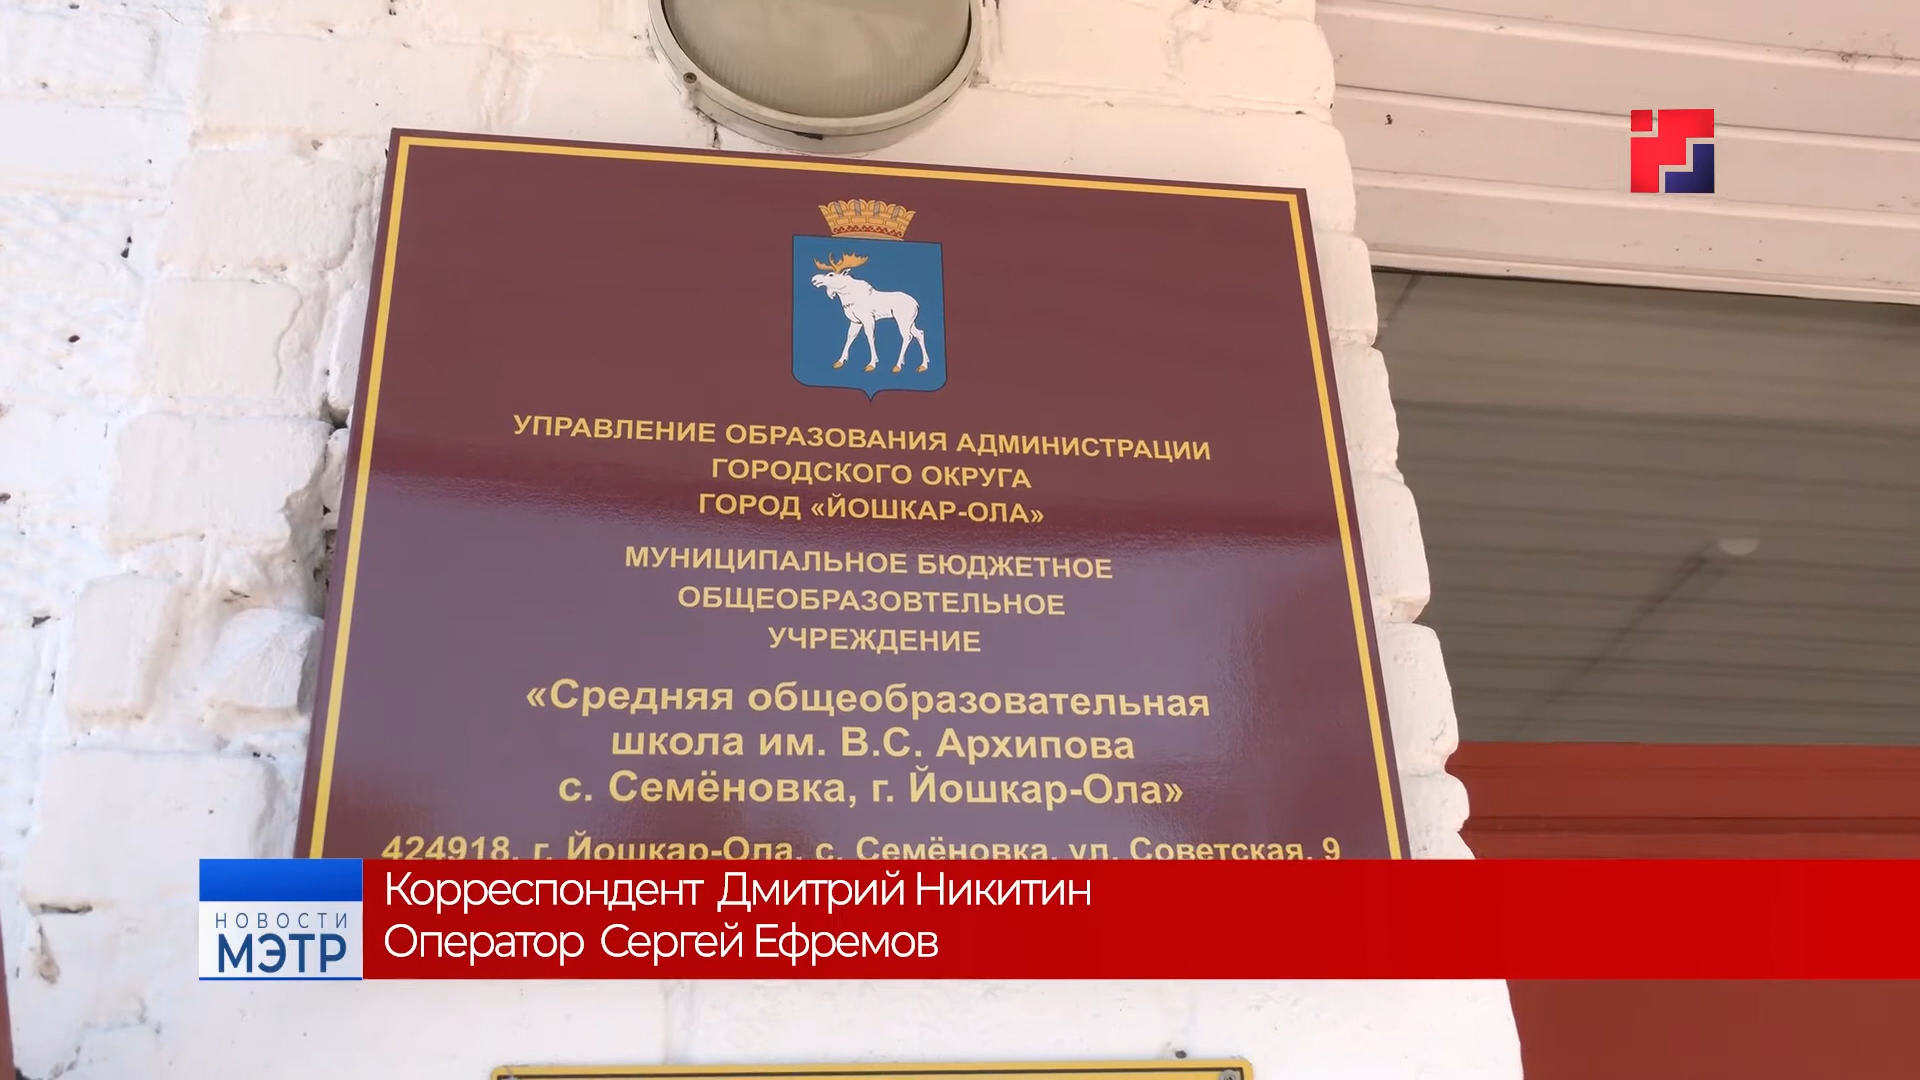 УПРАВЛЕНИЕ ОБРАЗОВАНИЯ АДМИНИСТРАЦИИ
ГОРОДСКОГО ОКРУГА
ГОРОД «ЙОШКАР-ОЛА»
МУНИЦИПАЛЬНОЕ БЮДЖЕТНОЕ
ОБЩЕОБРАЗОВТЕЛЬНОЕ
УЧРЕЖДЕНИЕ
«Средняя общеобразовательная
школа им. В.С. Архипова
с. Семёновка, г. Йошкар-Ола»
424918, г. Йошкар-Ола, с. Семёновка, ул. Советская, 9
Корреспондент Дмитрий Никитин
Оператор Сергей Ефремов
НОВОСТИ
МЭТР